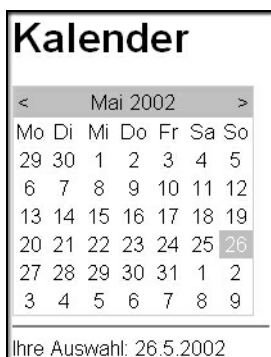 Kalender
< Mai 2002 >
Mo Di Mi Do Fr Sa So
29 30 1 2 3 4 5
6 7 8 9 10 11 12
13 14 15 16 17 18 19
20 21 22 23 24 25 26
27 28 29 30 31 1 2
3 4 5 6 7 8 9
Ihre Auswahl: 26.5.2002